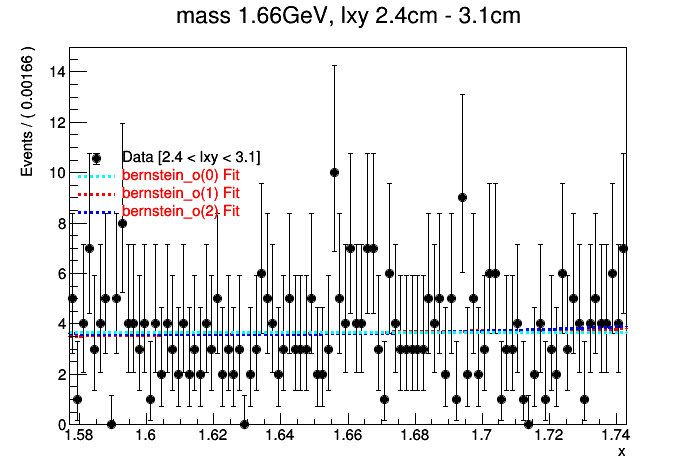 mass 1.66GeV, lxy 2.4cm - 3.1cm
Events / ( 0.00166 )
14
12
10
8
6
4
2
0
Data [2.4 < lxy < 3.1]
bernstein_o(0) Fit
bernstein_o(1) Fit
bernstein_o(2) Fit
1.58 1.6 1.62 1.64 1.66 1.68 1.7 1.72 1.74
x